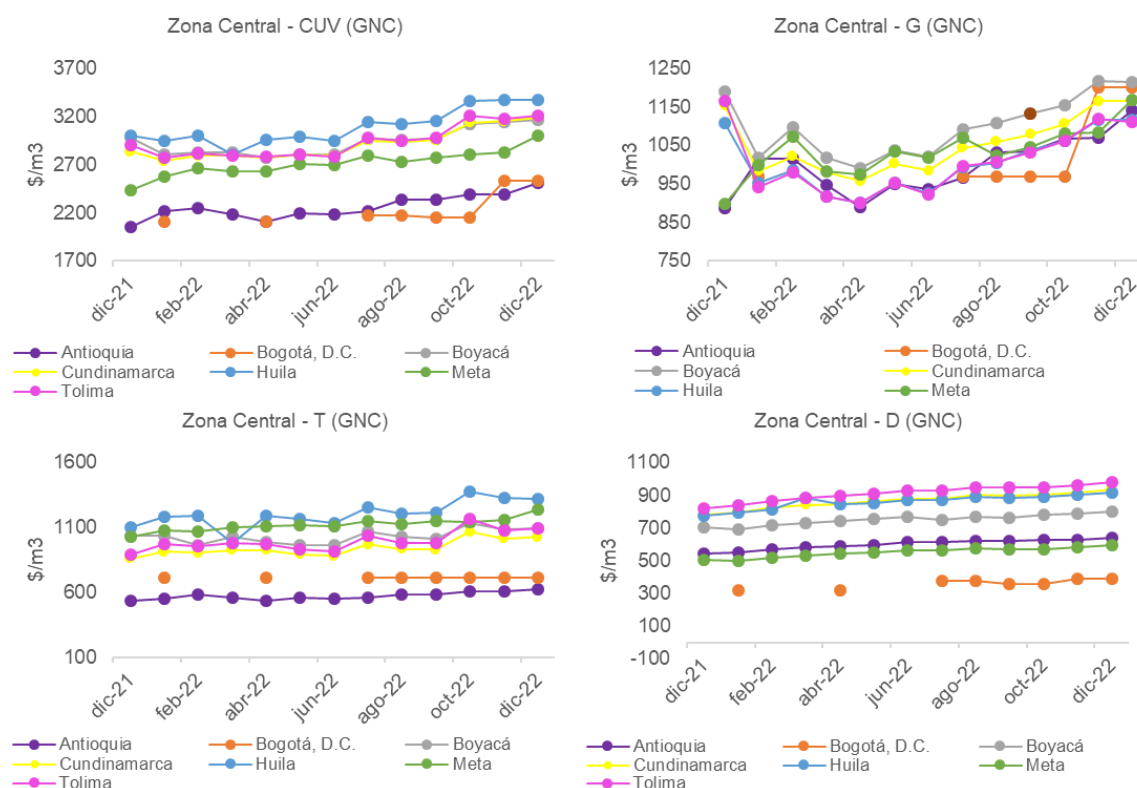 Zona Central - CUV (GNC)
$/m3
3700
3200
2700
2200
1700
dic-21
feb-22
abr-22
jun-22
ago-22
oct-22
dic-22
Antioquia Bogotá, D.C. Boyacá
Cundinamarca Huila Meta
Tolima
Zona Central - G (GNC)
$/m3
1250
1150
1050
950
850
750
dic-21
feb-22
abr-22
jun-22
ago-22
oct-22
dic-22
Antioquia Bogotá, D.C.
Boyacá Cundinamarca
Huila Meta
Zona Central - T (GNC)
$/m3
1600
1100
600
100
dic-21
feb-22
abr-22
jun-22
ago-22
oct-22
dic-22
Antioquia Bogotá, D.C. Boyacá
Cundinamarca Huila Meta
Tolima
Zona Central - D (GNC)
$/m3
1100
900
700
500
300
100
-100
dic-21
feb-22
abr-22
jun-22
ago-22
oct-22
dic-22
Antioquia Bogotá, D.C. Boyacá
Cundinamarca Huila Meta
Tolima